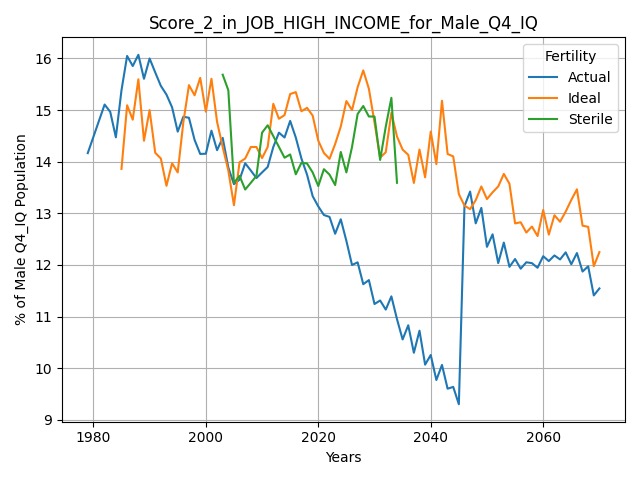 Score_2_in_JOB_HIGH_INCOME_for_Male_Q4_IQ
Fertility
Actual
Ideal
Sterile
% of Male Q4_IQ Population
16
15
14
13
12
11
10
9
1980 2000 2020 2040 2060
Years